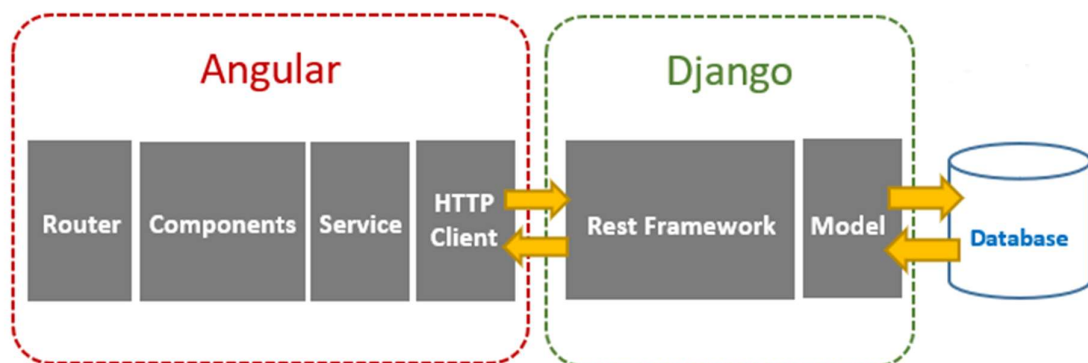 Angular
Django
Router
Components
Service
HTTP
Client
Rest Framework
Model
Database